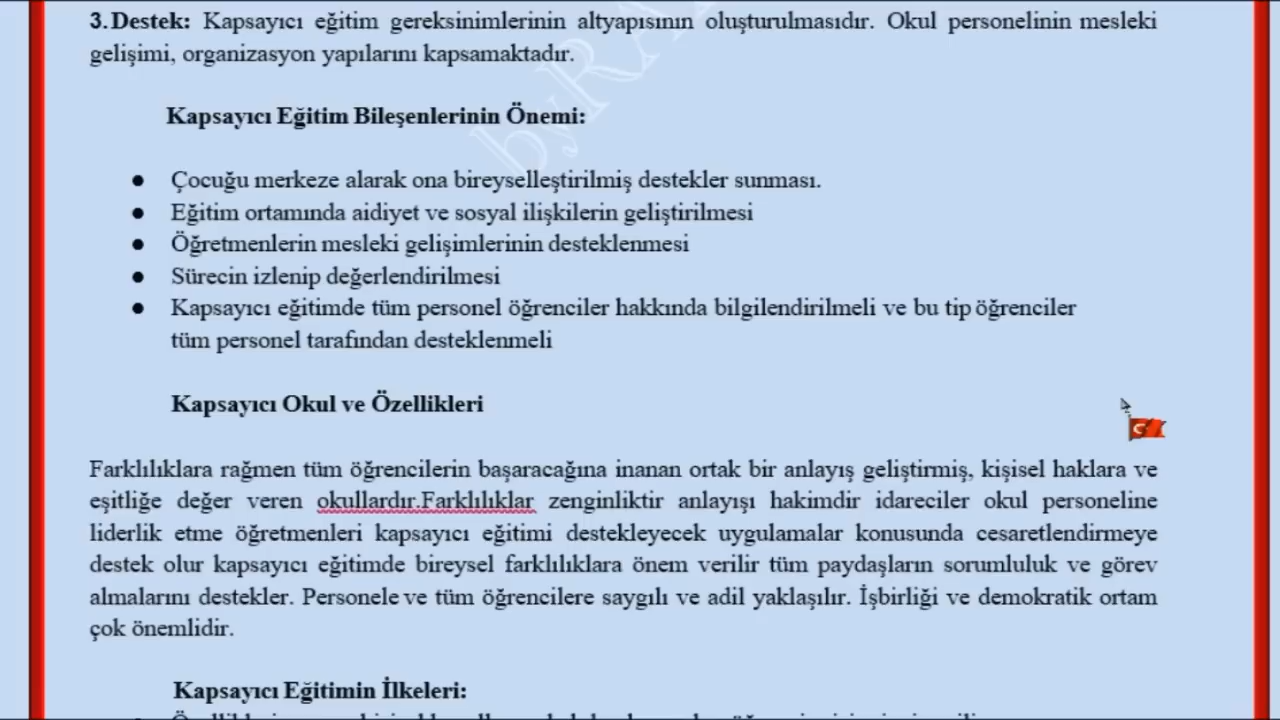 3.Destek: Kapsayıcı eğitim gereksinimlerinin altyapısının oluşturulmasıdır. Okul personelinin mesleki
gelişimi, organizasyon yapılarını kapsamaktadır.
Kapsayıcı Eğitim Bileşenlerinin Önemi:
● Çocuğu merkeze alarak ona bireyselleştirilmiş destekler sunması.
● Eğitim ortamında aidiyet ve sosyal ilişkilerin geliştirilmesi
● Öğretmenlerin mesleki gelişimlerinin desteklenmesi
● Sürecin izlenip değerlendirilmesi
● Kapsayıcı eğitimde tüm personel öğrenciler hakkında bilgilendirilmeli ve bu tip öğrenciler
tüm personel tarafından desteklenmeli
Kapsayıcı Okul ve Özellikleri
Farklılıklara rağmen tüm öğrencilerin başaracağına inanan ortak bir anlayış geliştirmiş, kişisel haklara ve
eşitliğe değer veren okullardır.Farklılıklar zenginliktir anlayışı hakimdir idareciler okul personeline
liderlik etme öğretmenleri kapsayıcı eğitimi destekleyecek uygulamalar konusunda cesaretlendirmeye
destek olur kapsayıcı eğitimde bireysel farklılıklara önem verilir tüm paydaşların sorumluluk ve görev
almalarını destekler. Personele ve tüm öğrencilere saygılı ve adil yaklaşılır. İşbirliği ve demokratik ortam
çok önemlidir.
Kapsayıcı Eğitimin İlkeleri: